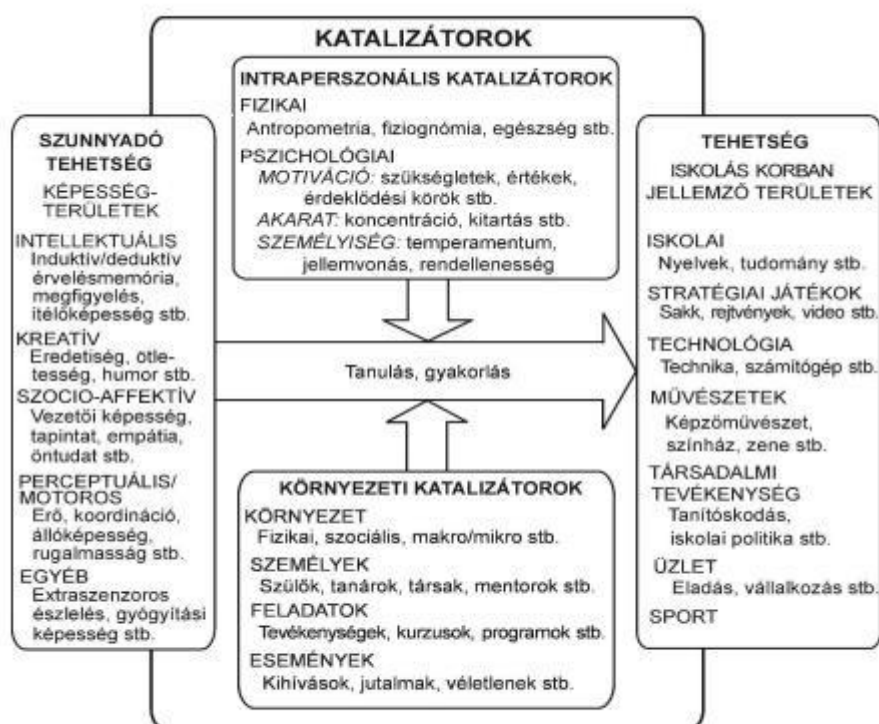 KATALIZÁTOROK
INTRAPERSZONÁLIS KATALIZÁTOROK
FIZIKAI
Antropometria, fiziognómia, egészség stb.
PSZICHOLÓGIAI
MOTIVÁCIÓ: szükségletek, értékek,
érdeklődési körök stb.
AKARAT: koncentráció, kitartás stb.
SZEMÉLYISÉG: temperamentum,
jellemvonás, rendellenesség
SZUNNYADÓ
TEHETSÉG
KÉPESSÉG-
TERÜLETEK
INTELLEKTUÁLIS
Induktív/deduktív
érvelésmemória,
megfigyelés,
ítélőképesség stb.
KREATÍV
Eredetiség, ötle-
tesség, humor stb.
SZOCIO-AFFEKTÍV
Vezetői képesség,
tapintat, empátia,
öntudat stb.
PERCEPTUÁLIS/
MOTOROS
Erő, koordináció,
állóképesség,
rugalmasság stb.
EGYÉB
Extraszenzoros
észlelés, gyógyítási
képesség stb.
Tanulás, gyakorlás
KÖRNYEZETI KATALIZÁTOROK
KÖRNYEZET
Fizikai, szociális, makro/mikro stb.
SZEMÉLYEK
Szülők, tanárok, társak, mentorok stb.
FELADATOK
Tevékenységek, kurzusok, programok stb.
ESEMÉNYEK
Kihívások, jutalmak, véletlenek stb.
TEHETSÉG
ISKOLÁS KORBAN
JELLEMZŐ TERÜLETEK
ISKOLAI
Nyelvek, tudomány stb.
STRATÉGIAI JÁTÉKOK
Sakk, rejtvények, video stb.
TECHNOLÓGIA
Technika, számítógép stb.
MŰVÉSZETEK
Képzőművészet,
színház, zene stb.
TÁRSADALMI
TEVÉKENYSÉG
Tanítóskodás,
iskolai politika stb.
ÜZLET
Eladás, vállalkozás stb.
SPORT